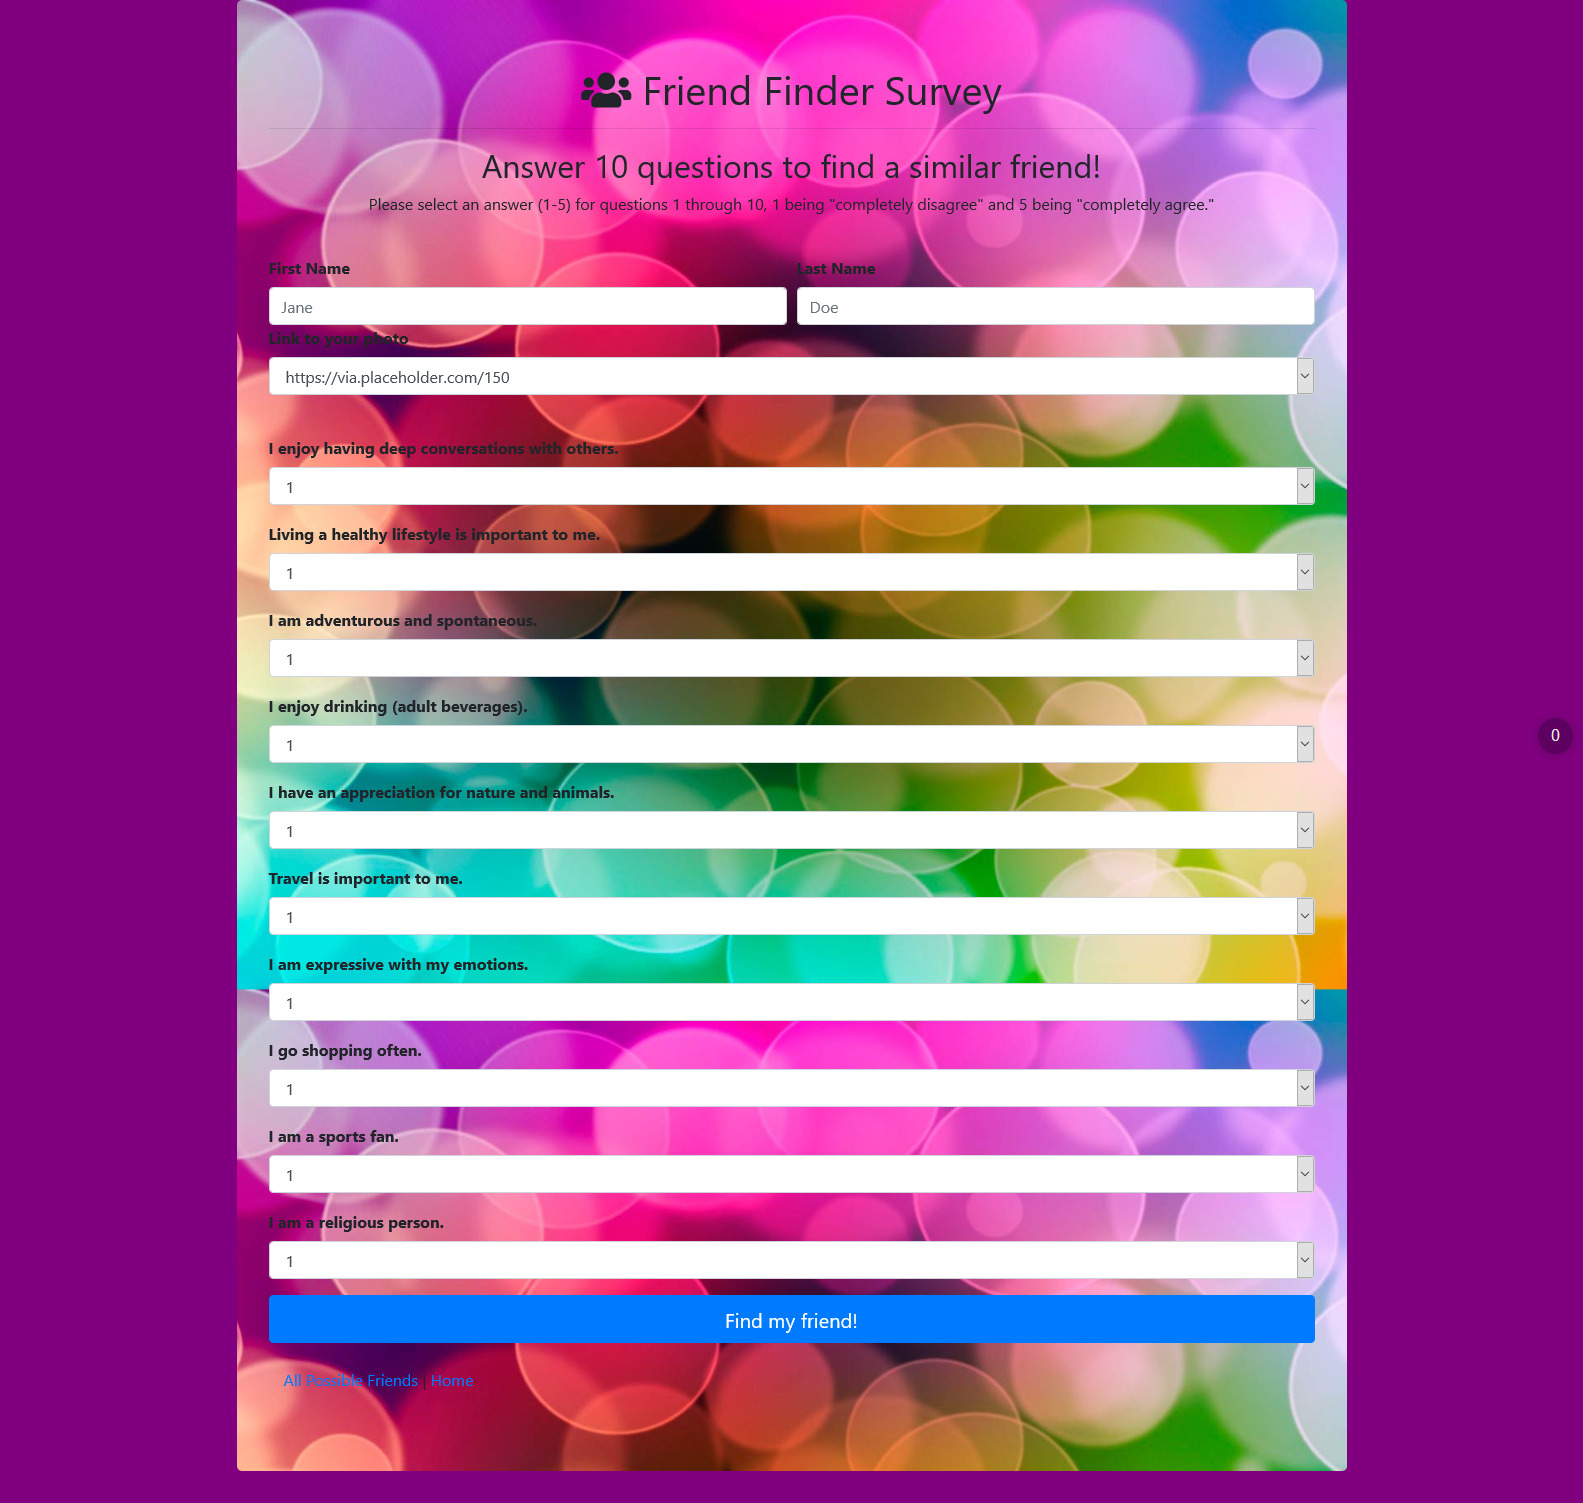 Friend Finder Survey
Answer 10 questions to find a similar friend!
Please select an answer (1-5) for questions 1 through 10, 1 being "completely disagree" and 5 being "completely agree."
First Name Last Name
Jane Doe
Link to your photo
https://via.placeholder.com/150
I enjoy having deep conversations with others.
1
Living a healthy lifestyle is important to me.
1
I am adventurous and spontaneous.
1
I enjoy drinking (adult beverages).
1
0
I have an appreciation for nature and animals.
1
Travel is important to me.
1
I am expressive with my emotions.
1
I go shopping often.
1
I am a sports fan.
1
I am a religious person.
1
Find my friend!
All Possible Friends | Home